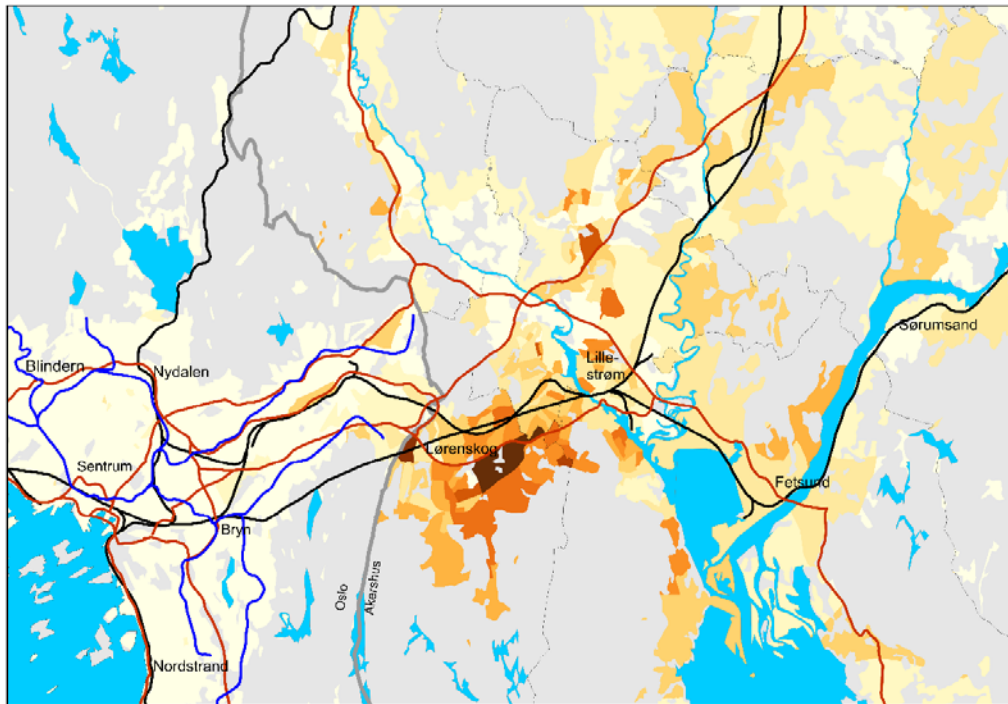 Sørumsand
Blindern
Nydalen
Lille-
strøm
Lørenskog
Sentrum
Fetsund
Bryn
Oslo
Akershus
Nordstrand